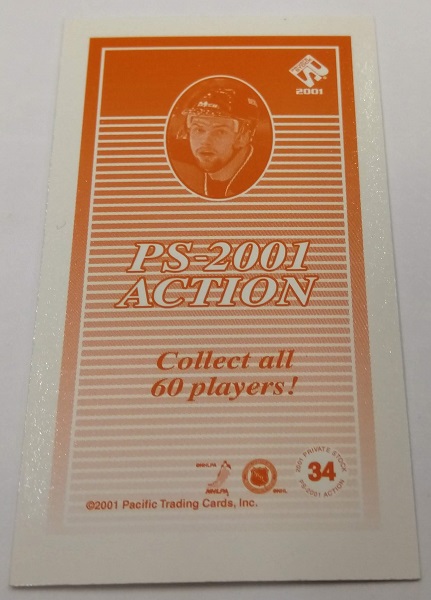 2001
PS-2001
ACTION
Collect all
60 players!
2001 PRIVATE STOCK
34
PS-2001 ACTION
NHLPA
©2001 Pacific Trading Cards, Inc.